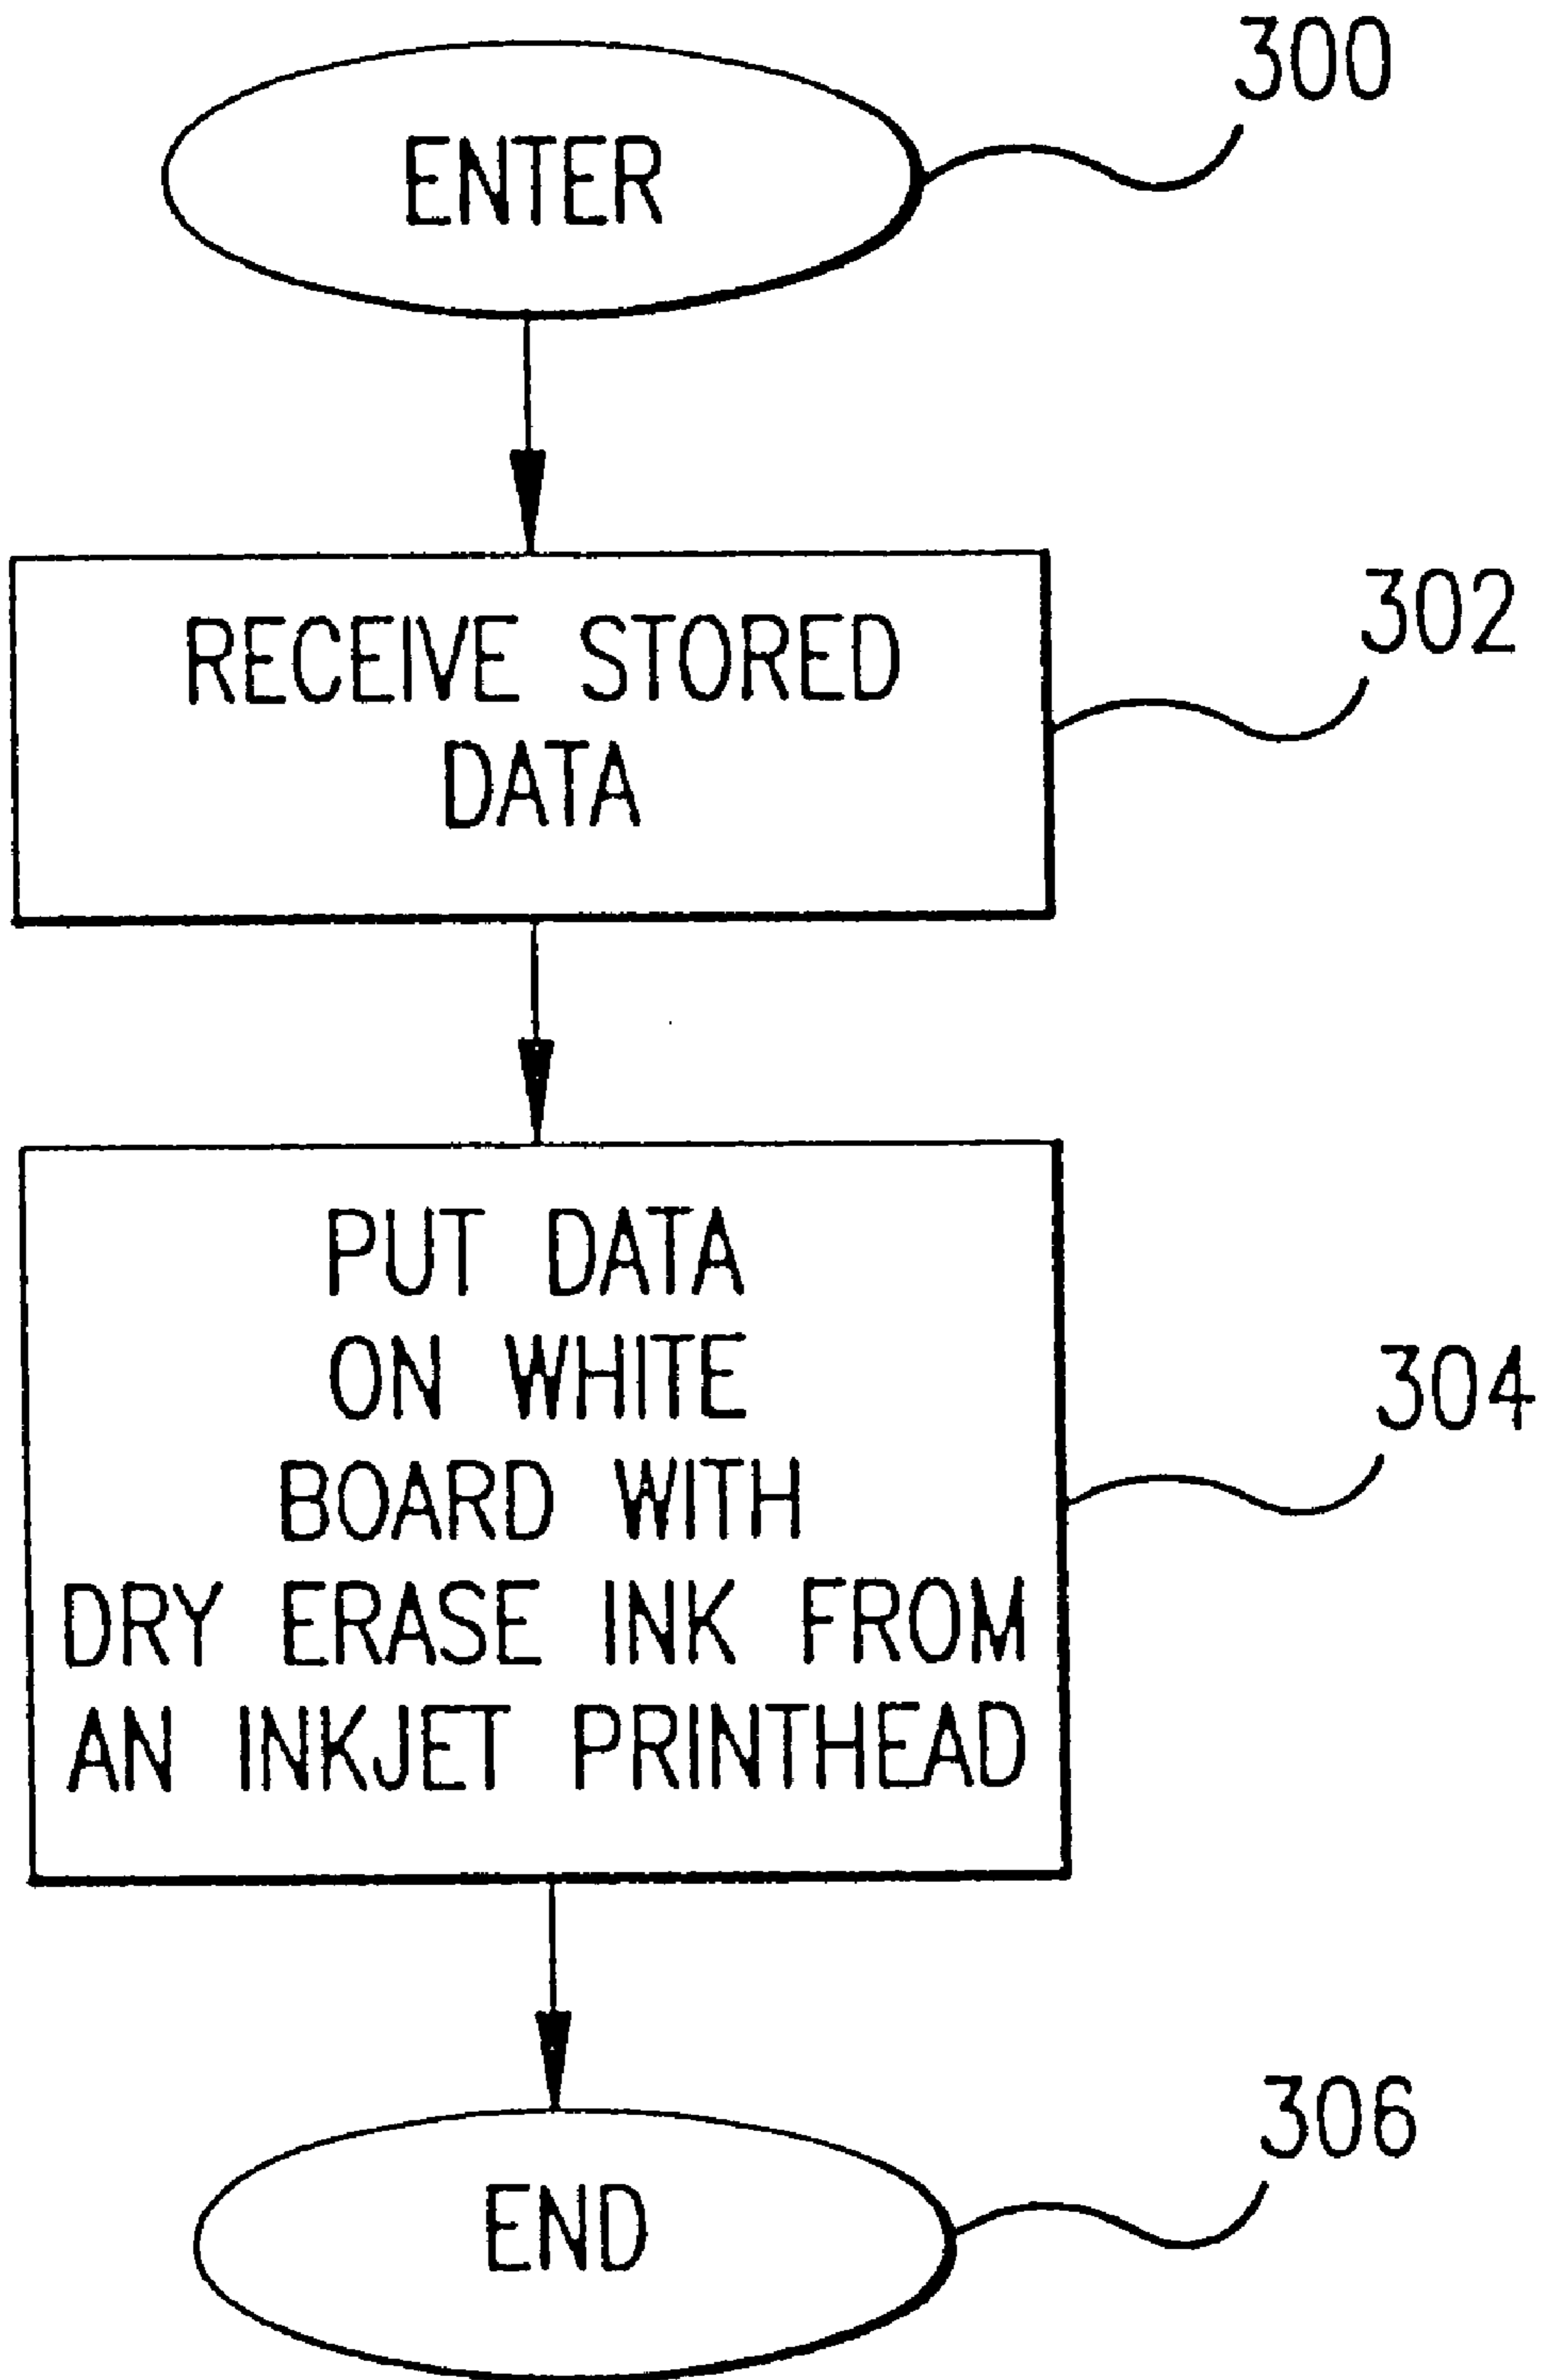 300
ENTER
302
RECEIVE STORED
DATA
PUT DATA
ON WHITE
304
BOARD WITH
DRY ERASE INK FROM
AN INKJET PRINTHEAD
306
END